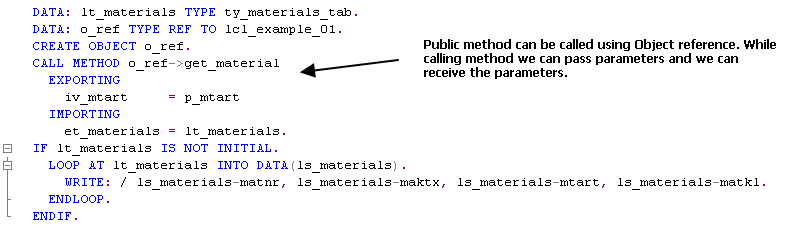 DATA: lt_materials TYPE ty_materials_tab.
DATA: o_ref TYPE REF TO lcl_example_01.
CREATE OBJECT o_ref.
CALL METHOD o_ref->get_material
EXPORTING
iv_mtart = p_mtart
IMPORTING
et_materials = lt_materials.
IF lt_materials IS NOT INITIAL.
LOOP AT lt_materials INTO DATA(ls_materials).
WRITE: / ls_materials-matnr, ls_materials-maktx, ls_materials-mtart, ls_materials-matkl.
ENDLOOP.
ENDIF.
Public method can be called using Object reference. While
calling method we can pass parameters and we can
receive the parameters.